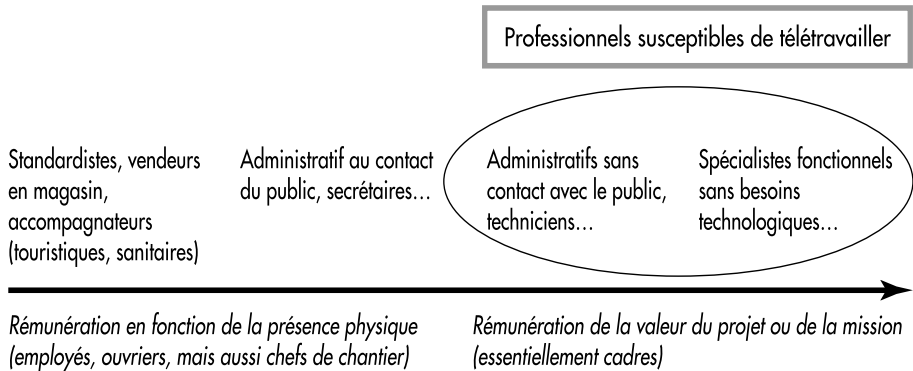 Professionnels susceptibles de télétravailler
Standardistes, vendeurs
en magasin,
accompagnateurs
(touristiques, sanitaires)
Administratif au contact
du public, secrétaires…
Administratifs sans
contact avec le public,
techniciens…
Spécialistes fonctionnels
sans besoins
technologiques…
Rémunération en fonction de la présence physique
(employés, ouvriers, mais aussi chefs de chantier)
Rémunération de la valeur du projet ou de la mission
(essentiellement cadres)